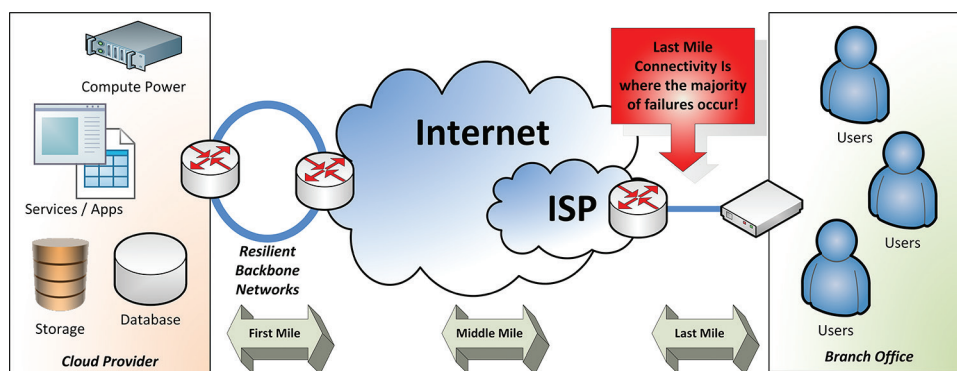 Compute Power
Services / Apps
Storage
Database
Cloud Provider
Resilient
Backbone
Networks
First Mile
Internet
ISP
Middle Mile
Last Mile
Connectivity Is
where the majority
of failures occur!
Last Mile
Users
Users
Users
Branch Office